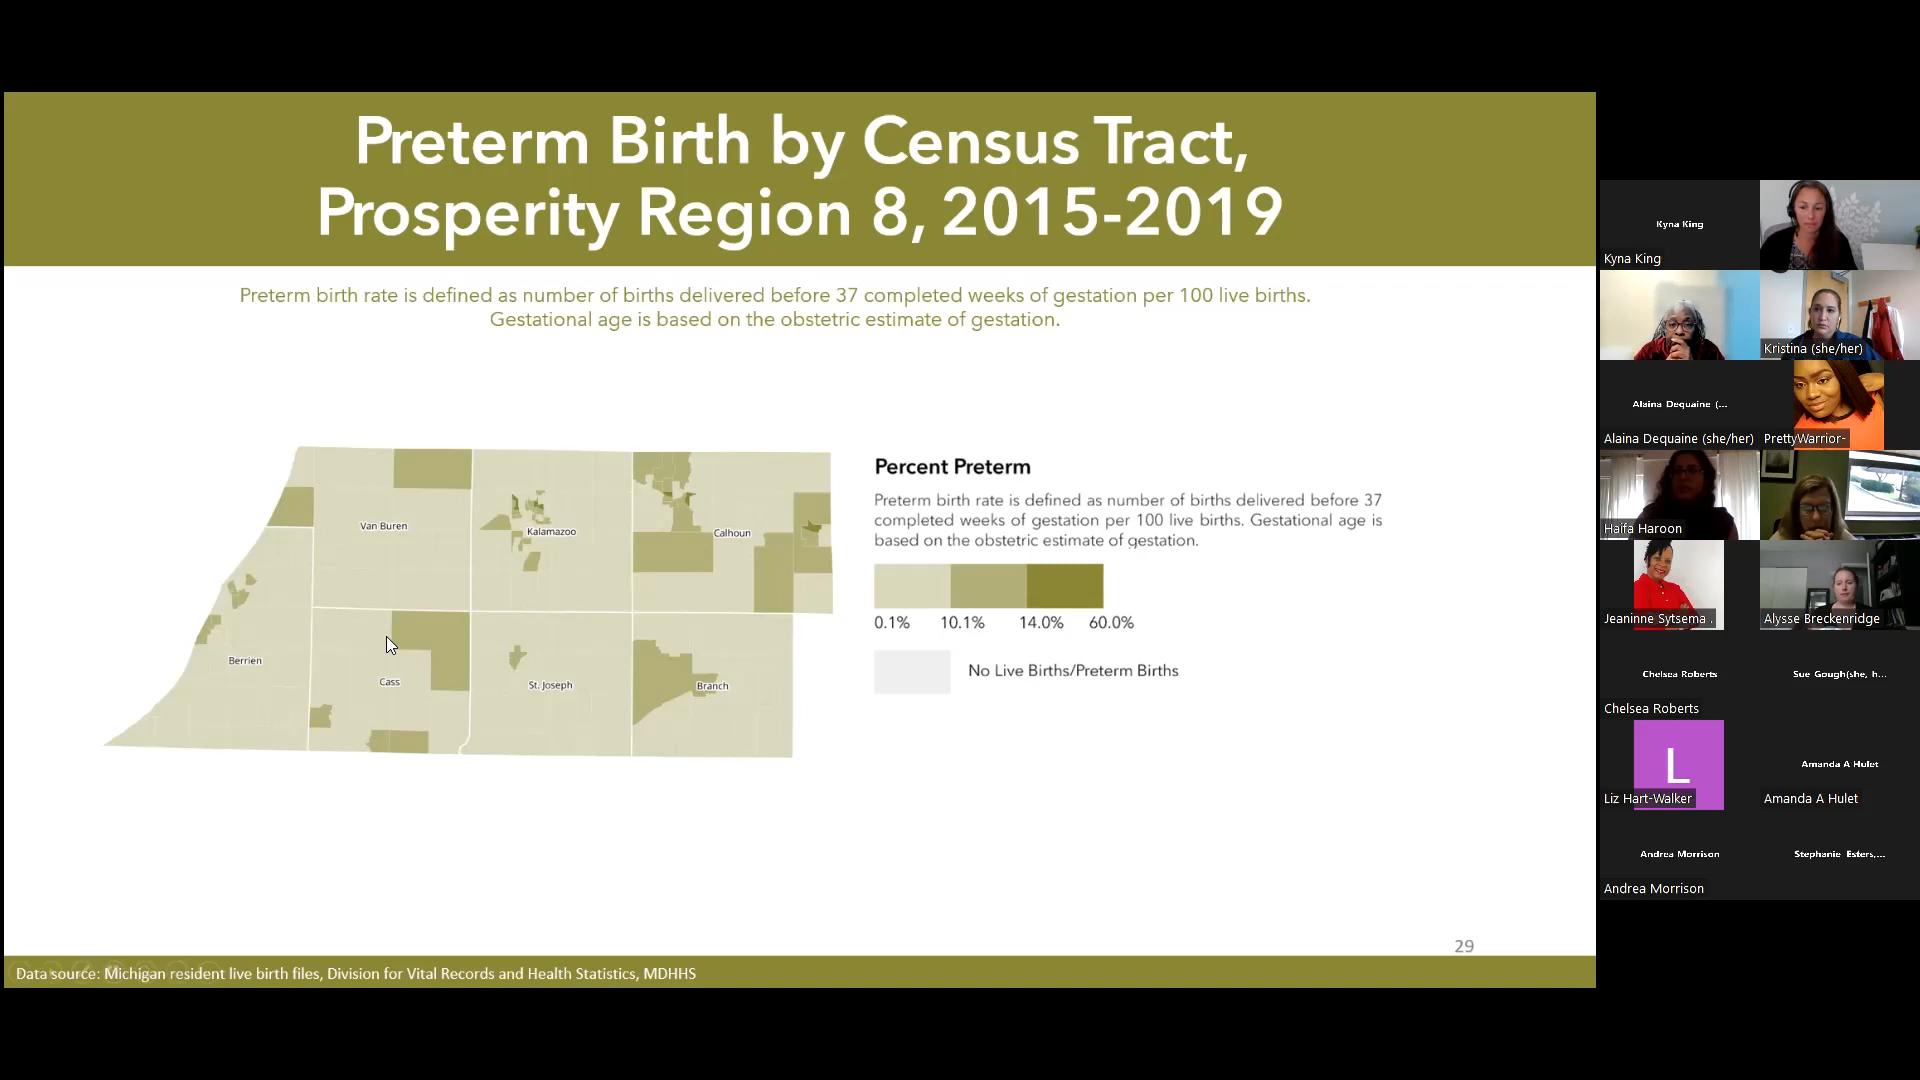 Preterm Birth by Census Tract,
Prosperity Region 8, 2015-2019
Preterm birth rate is defined as number of births delivered before 37 completed weeks of gestation per 100 live births.
Gestational age is based on the obstetric estimate of gestation.
Van Buren
Kalamazoo
Calhoun
Berrien
Cass
St. Joseph
Branch
Percent Preterm
Preterm birth rate is defined as number of births delivered before 37
completed weeks of gestation per 100 live births. Gestational age is
based on the obstetric estimate of gestation.
0.1% 10.1% 14.0% 60.0%
No Live Births/Preterm Births
29
Data source: Michigan resident live birth files, Division for Vital Records and Health Statistics, MDHHS
Kyna King
Kyna King
Kristina (she/her)
Alaina Dequaine (...
Alaina Dequaine (she/her)
PrettyWarrior-
Haifa Haroon
Jeaninne Sytsema .
Alysse Breckenridge
Chelsea Roberts
Chelsea Roberts
Sue Gough(she, h...
L
Liz Hart-Walker
Amanda A Hulet
Amanda A Hulet
Andrea Morrison
Andrea Morrison
Stephanie Esters,...